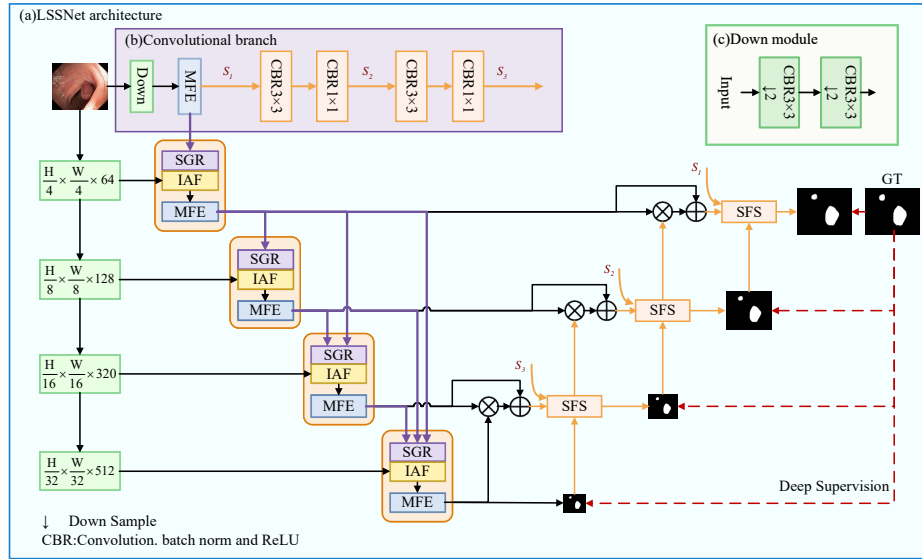 (a)LSSNet architecture
(b)Convolutional branch
(c)Down module
Down
MFE
S₁
CBR3×3
CBR1×1
S₂
CBR3×3
CBR1×1
S₃
Input
CBR3×3
↓2
CBR3×3
↓2
H/4 × W/4 × 64
SGR
IAF
MFE
S₁
SFS
GT
H/8 × W/8 × 128
SGR
IAF
MFE
S₂
SFS
H/16 × W/16 × 320
SGR
IAF
MFE
S₃
SFS
H/32 × W/32 × 512
SGR
IAF
MFE
Deep Supervision
↓ Down Sample
CBR:Convolution. batch norm and ReLU